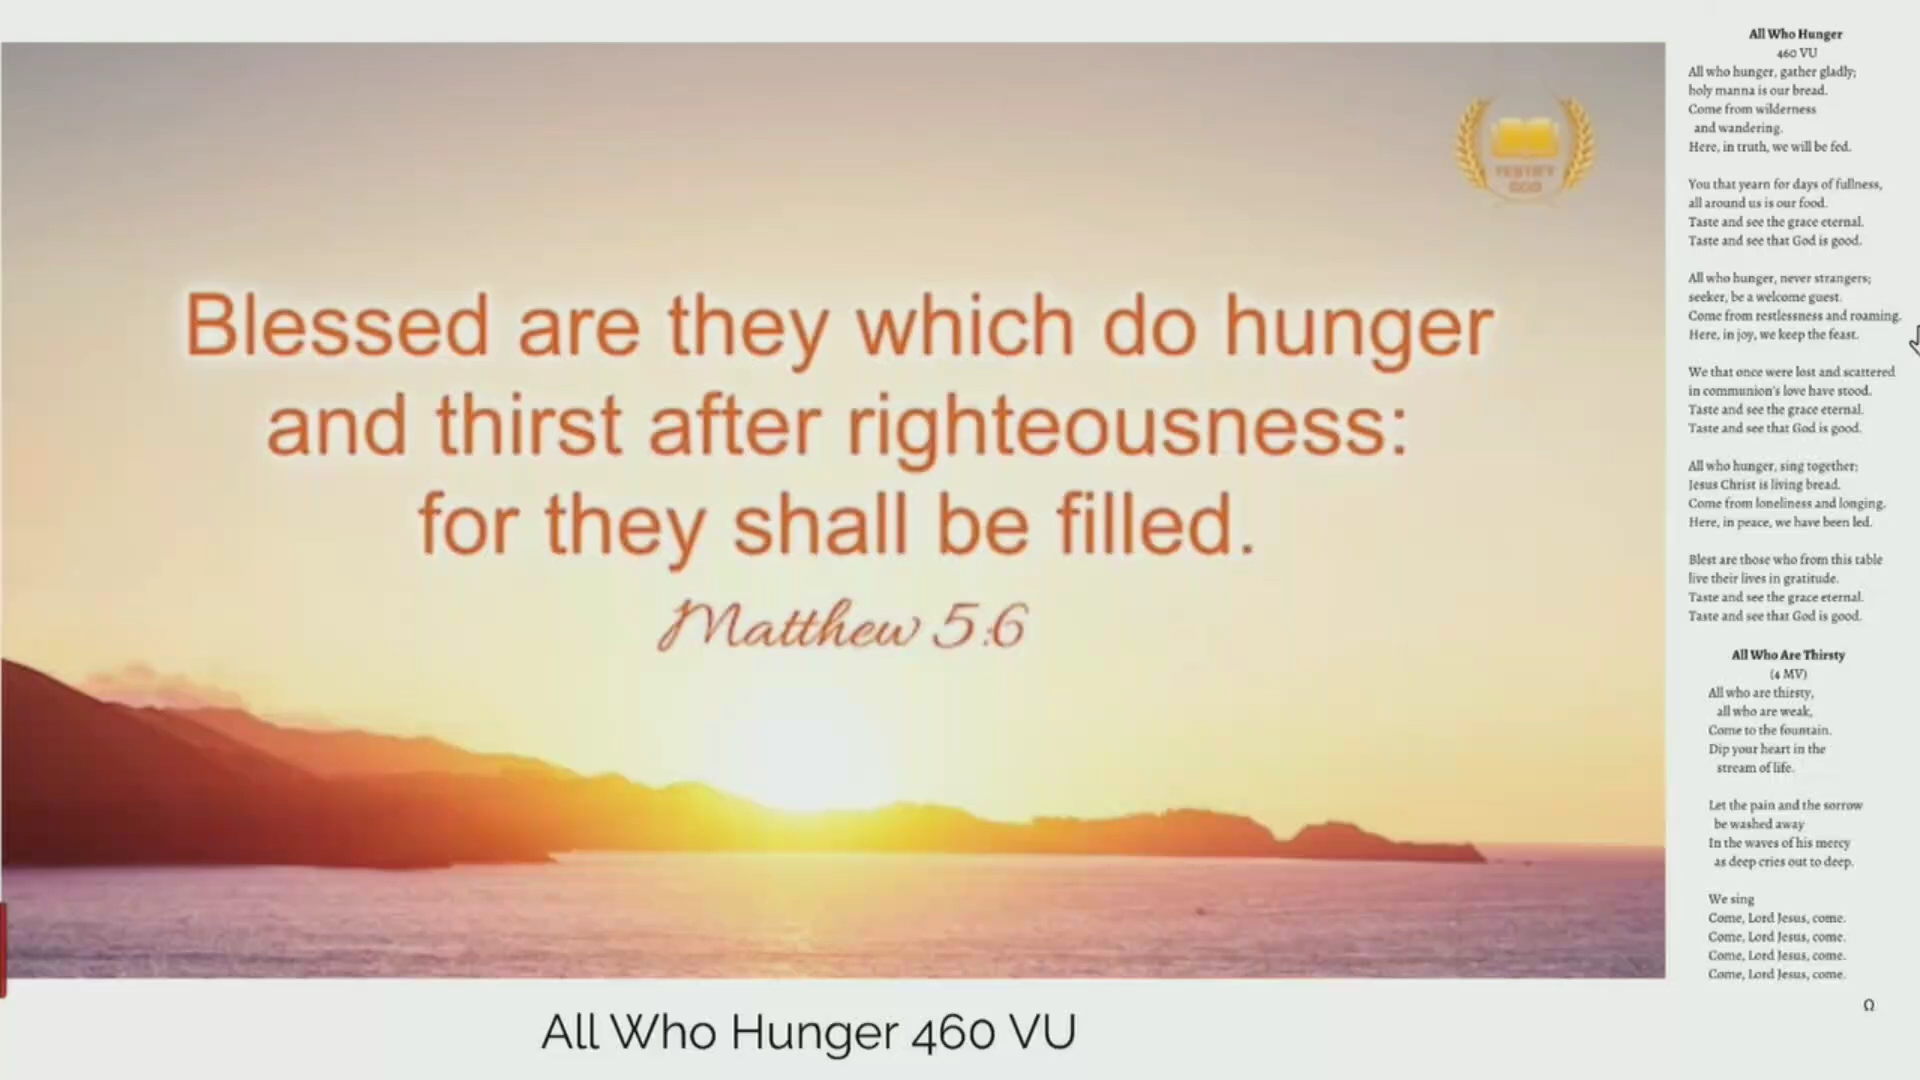 Blessed are they which do hunger
and thirst after righteousness:
for they shall be filled.
Matthew 5:6
TESTIFY
GOD
All Who Hunger 460 VU
All Who Hunger
460 VU
All who hunger, gather gladly;
holy manna is our bread.
Come from wilderness
and wandering.
Here, in truth, we will be fed.
You that yearn for days of fullness,
all around us is our food.
Taste and see the grace eternal.
Taste and see that God is good.
All who hunger, never strangers;
seeker, be a welcome guest.
Come from restlessness and roaming.
Here, in joy, we keep the feast.
We that once were lost and scattered
in communion's love have stood.
Taste and see the grace eternal.
Taste and see that God is good.
All who hunger, sing together;
Jesus Christ is living bread.
Come from loneliness and longing.
Here, in peace, we have been led.
Blest are those who from this table
live their lives in gratitude.
Taste and see the grace eternal.
Taste and see that God is good.
All Who Are Thirsty
(4 MV)
All who are thirsty,
all who are weak,
Come to the fountain.
Dip your heart in the
stream of life.
Let the pain and the sorrow
be washed away
In the waves of his mercy
as deep cries out to deep.
We sing
Come, Lord Jesus, come.
Come, Lord Jesus, come.
Come, Lord Jesus, come.
Come, Lord Jesus, come.
Ω